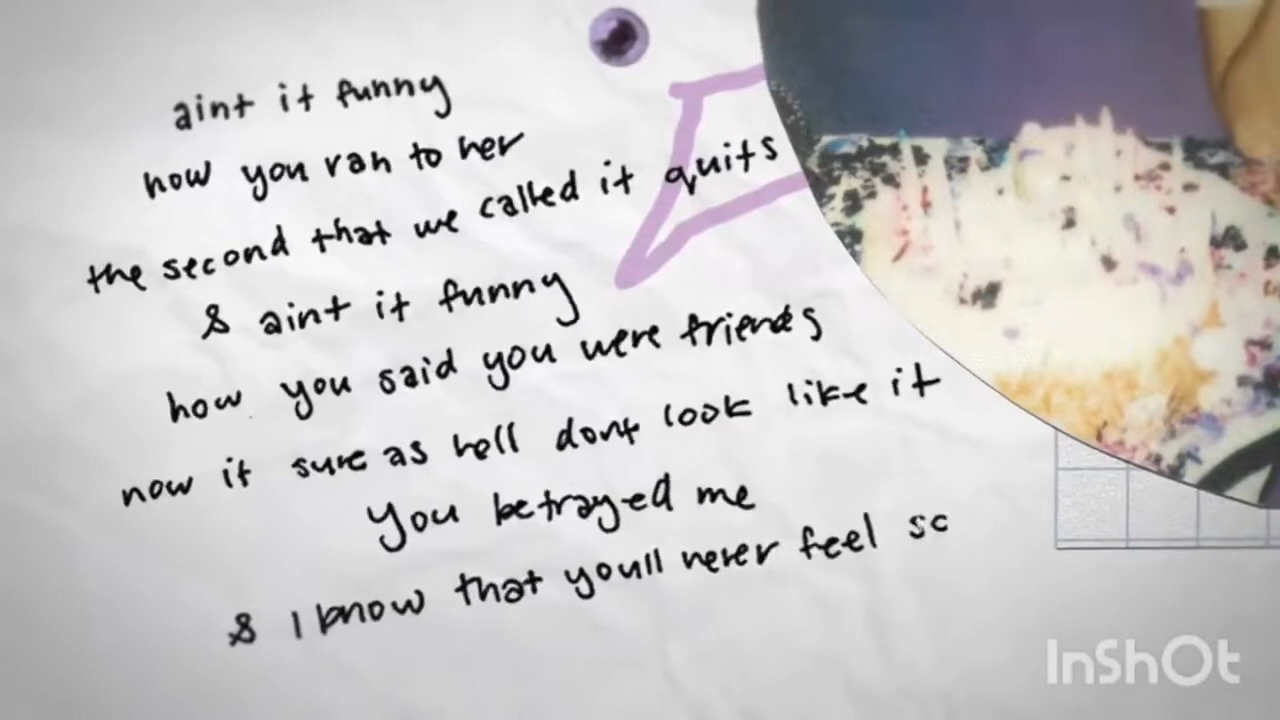 aint it funny
how you ran to her
the second that we called it quits
& aint it funny
how you said you were friends
now it sure as hell dont look like it
You betrayed me
& I know that youll never feel so
InShOt